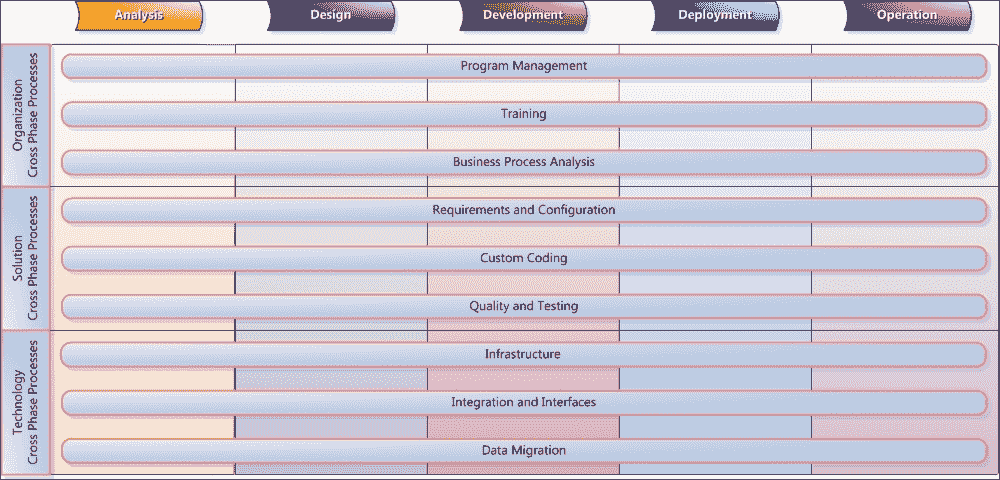 Analysis
Design
Development
Deployment
Operation
Organization
Cross Phase Processes
Program Management
Training
Business Process Analysis
Solution
Cross Phase Processes
Requirements and Configuration
Custom Coding
Quality and Testing
Technology
Cross Phase Processes
Infrastructure
Integration and Interfaces
Data Migration